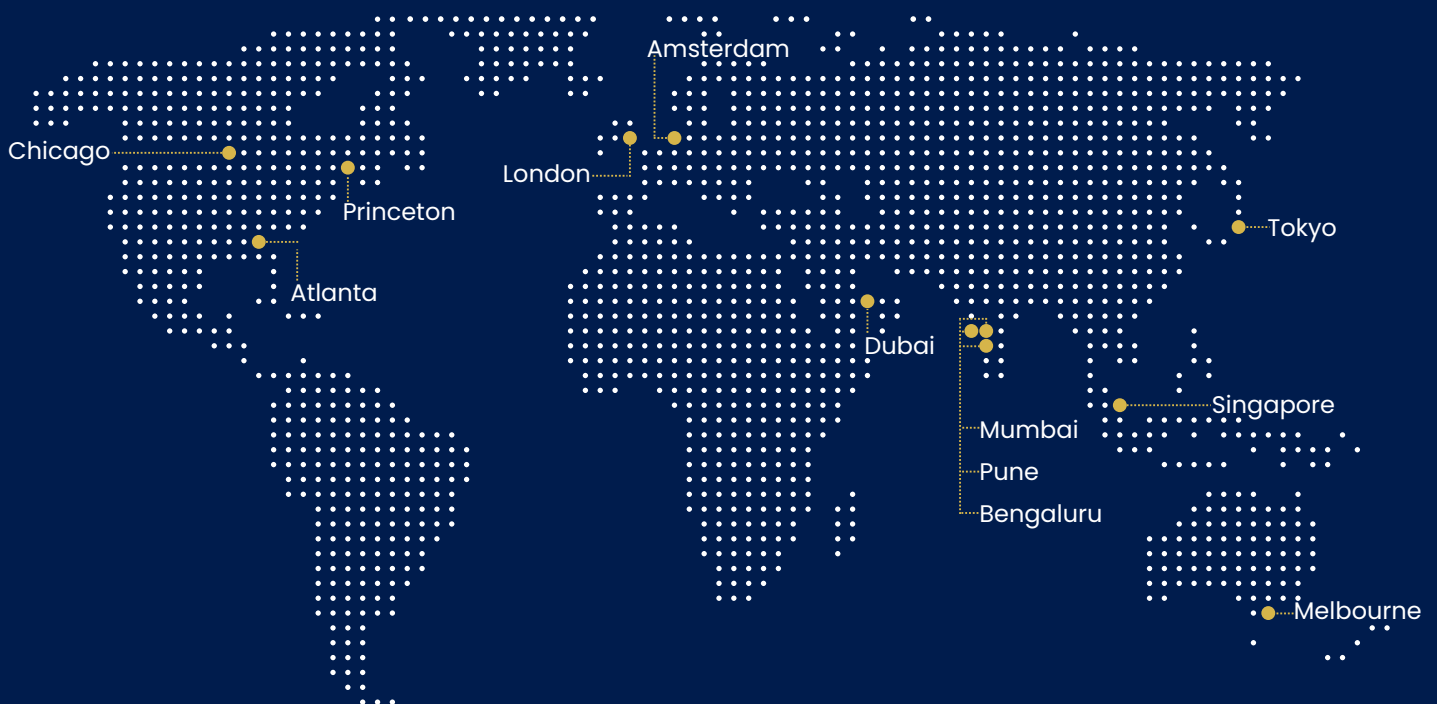 Amsterdam
Chicago
London
Princeton
Tokyo
Atlanta
Dubai
Singapore
Mumbai
Pune
Bengaluru
Melbourne